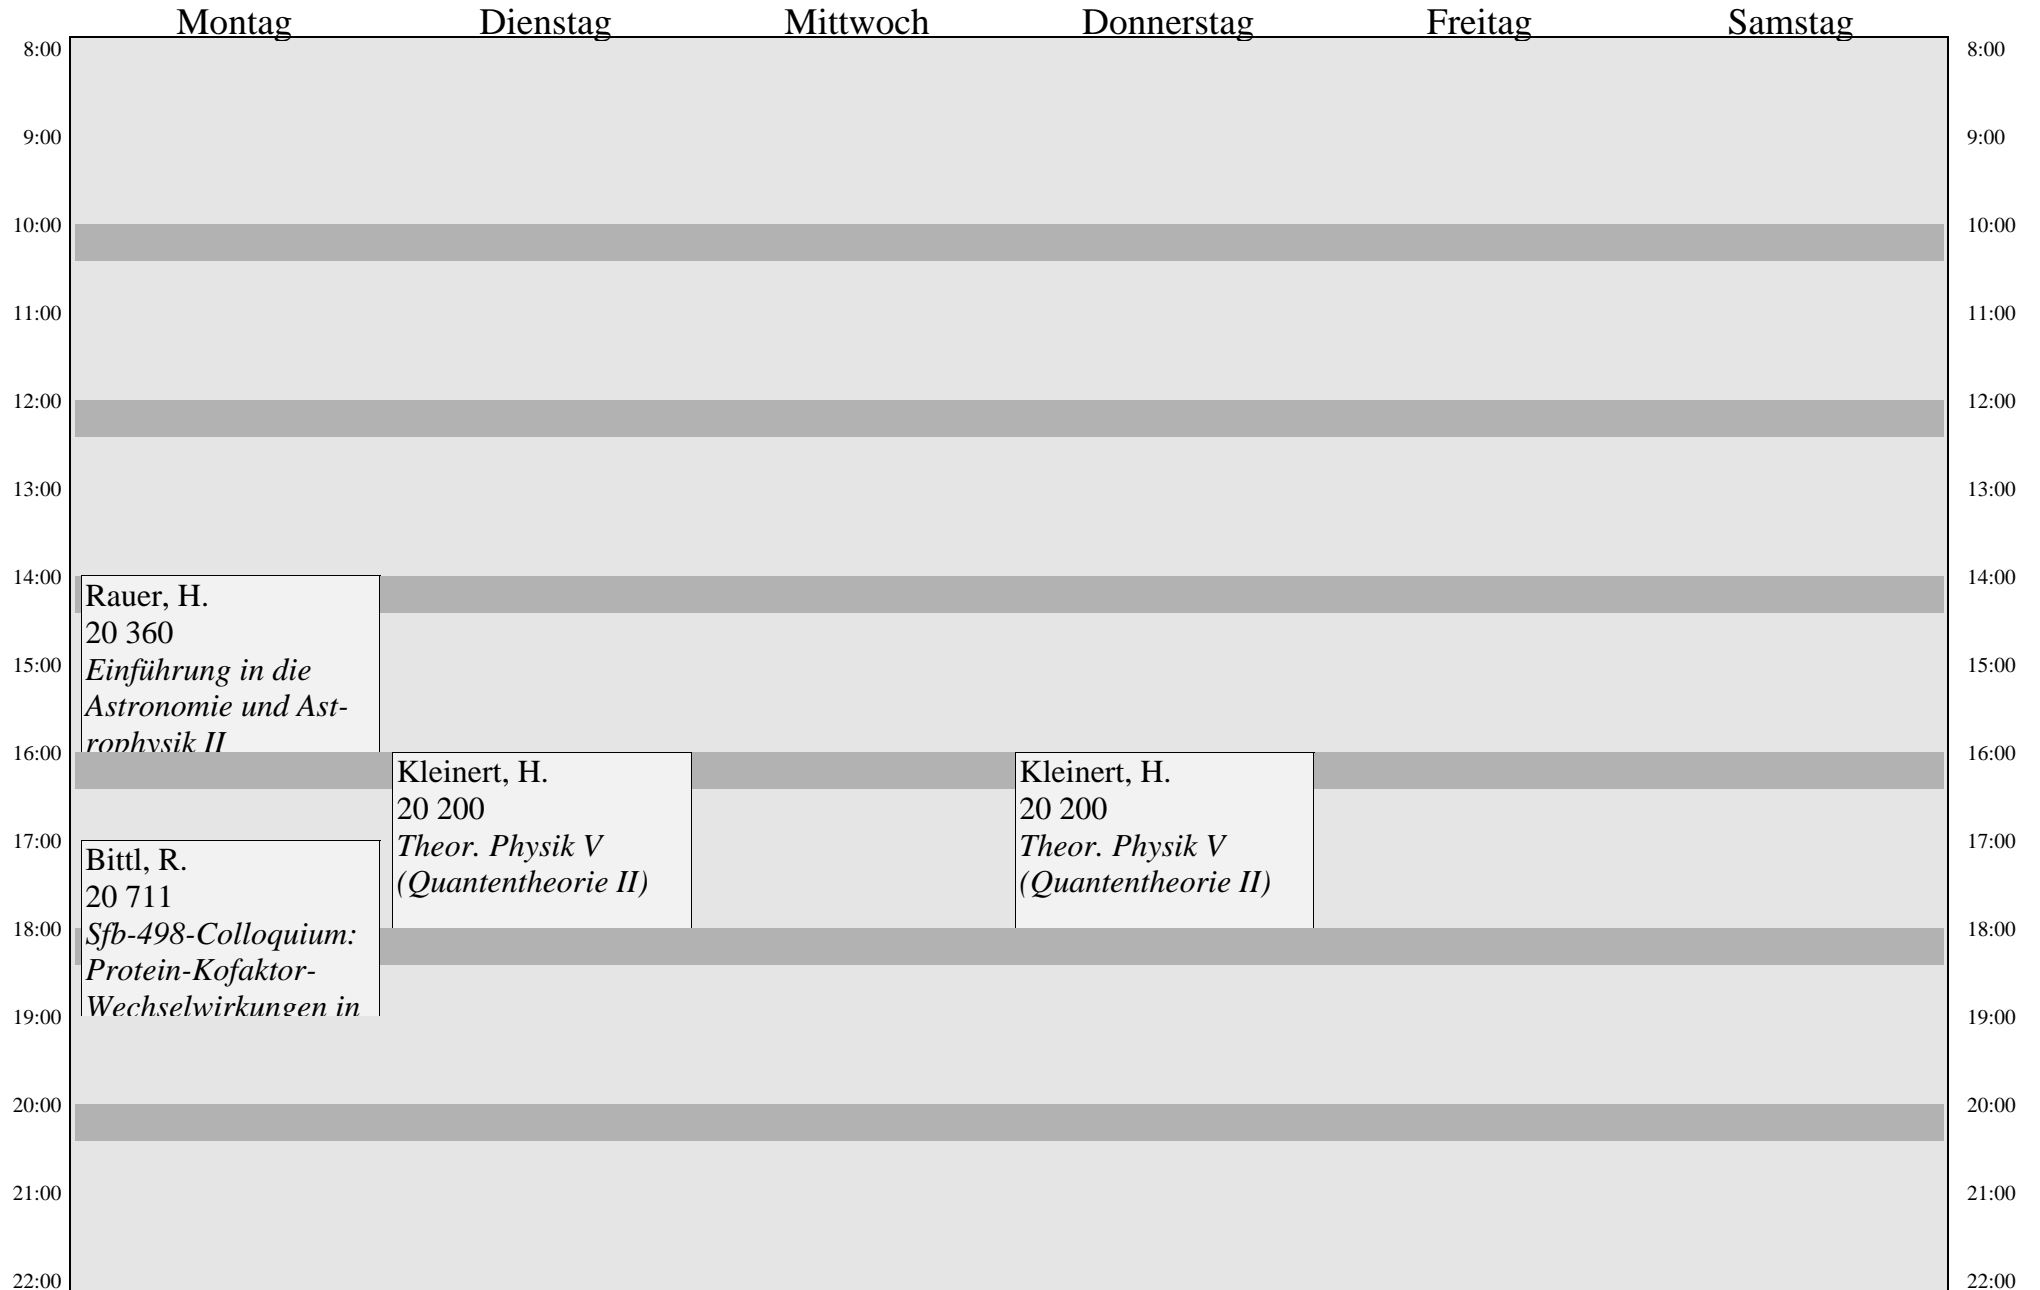 Montag Dienstag Mittwoch Donnerstag Freitag Samstag
8:00 8:00
9:00 9:00
10:00 10:00
11:00 11:00
12:00 12:00
13:00 13:00
14:00 14:00
Rauer, H.
20 360
Einführung in die
Astronomie und Ast-
rophysik II
15:00 15:00
16:00 16:00
Kleinert, H.
20 200
Theor. Physik V
(Quantentheorie II)
Kleinert, H.
20 200
Theor. Physik V
(Quantentheorie II)
17:00 17:00
Bittl, R.
20 711
Sfb-498-Colloquium:
Protein-Kofaktor-
Wechselwirkungen in
18:00 18:00
19:00 19:00
20:00 20:00
21:00 21:00
22:00 22:00